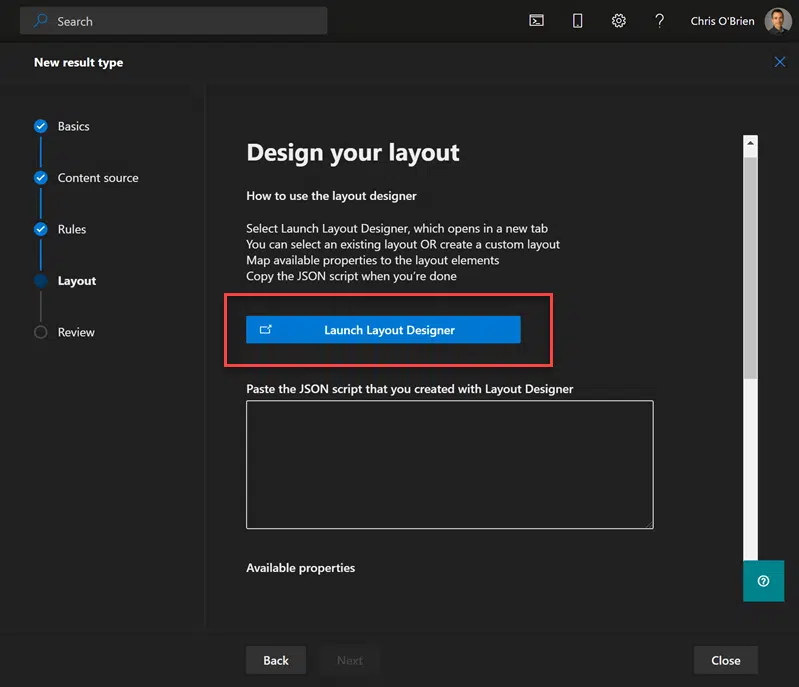 Search
Chris O'Brien
New result type
Basics
Content source
Rules
Layout
Review
Design your layout
How to use the layout designer
Select Launch Layout Designer, which opens in a new tab
You can select an existing layout OR create a custom layout
Map available properties to the layout elements
Copy the JSON script when you’re done
Launch Layout Designer
Paste the JSON script that you created with Layout Designer
Available properties
Back
Next
Close